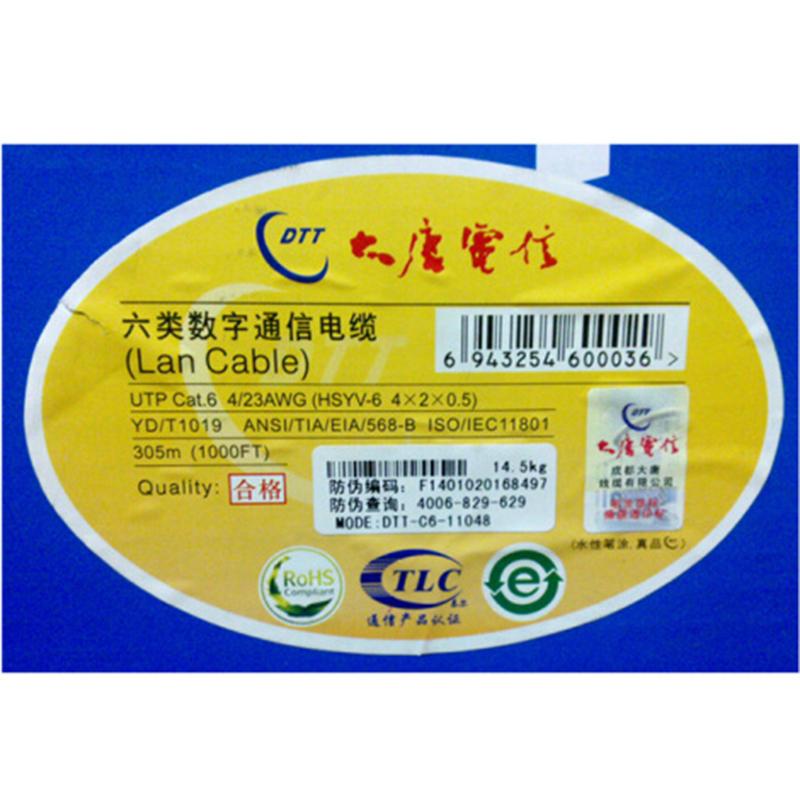 DTT 大唐電信
六类数字通信电缆
(Lan Cable)
6 943254 600036 >
UTP Cat.6 4/23AWG (HSYV-6 4×2×0.5)
YD/T1019 ANSI/TIA/EIA/568-B ISO/IEC11801
305m (1000FT)
Quality: 合格
14.5kg
防伪编码: F1401020168497
防伪查询: 4006-829-629
MODE:DTT-C6-11048
DTT
大唐電信
成都大唐
线缆有限公司
(水性笔涂,真品)
RoHS
Compliant
TLC
泰尔
通信产品认证
e